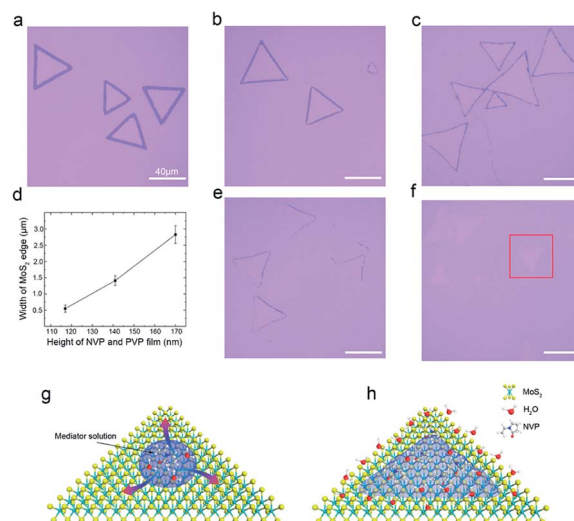 a
b
c
40μm
d
Width of MoS₂ edge (μm)
3.0
2.5
2.0
1.5
1.0
0.5
110 120 130 140 150 160 170
Height of NVP and PVP film (nm)
e
f
g
Mediator solution
h
MoS₂
H₂O
NVP